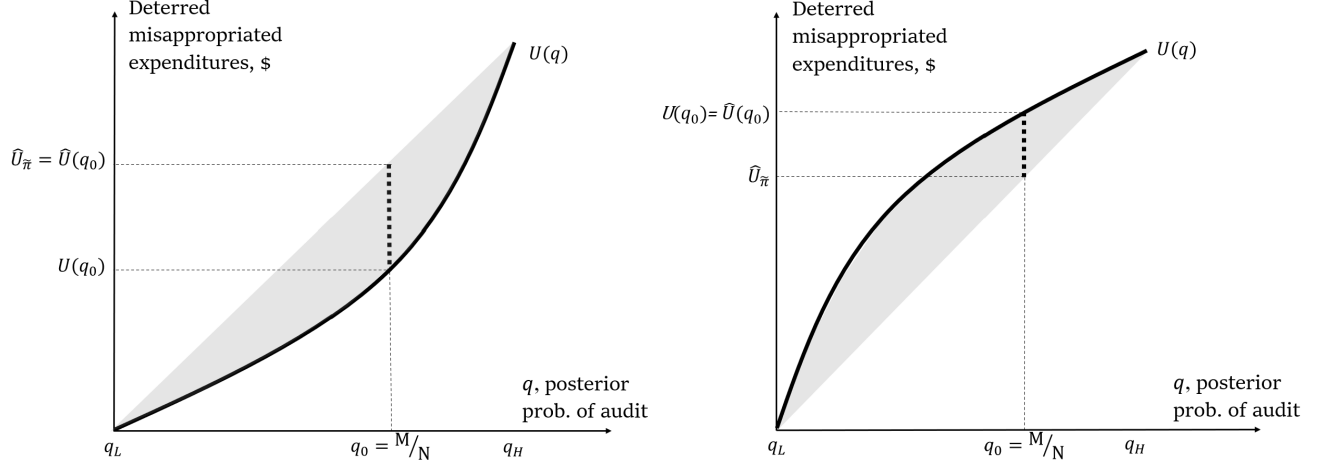 Deterred
misappropriated
expenditures, $
U(q)
Û_π̃ = Û(q₀)
U(q₀)
q, posterior
prob. of audit
q_L
q₀ = M/N
q_H
Deterred
misappropriated
expenditures, $
U(q)
U(q₀)= Û(q₀)
Û_π̃
q, posterior
prob. of audit
q_L
q₀ = M/N
q_H